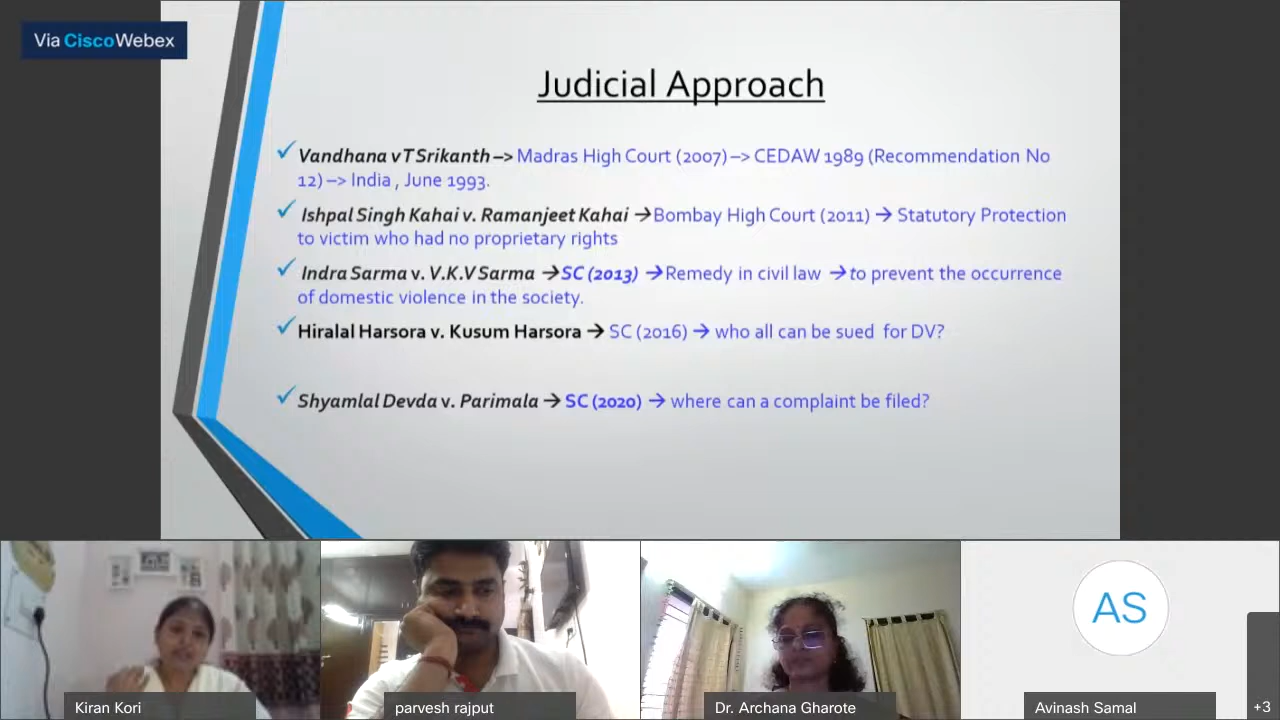 Via CiscoWebex
Judicial Approach
✓ Vandhana v T Srikanth –> Madras High Court (2007) –> CEDAW 1989 (Recommendation No
12) –> India , June 1993.
✓ Ishpal Singh Kahai v. Ramanjeet Kahai → Bombay High Court (2011) → Statutory Protection
to victim who had no proprietary rights
✓ Indra Sarma v. V.K.V Sarma → SC (2013) → Remedy in civil law → to prevent the occurrence
of domestic violence in the society.
✓ Hiralal Harsora v. Kusum Harsora → SC (2016) → who all can be sued for DV?
✓ Shyamlal Devda v. Parimala → SC (2020) → where can a complaint be filed?
AS
Kiran Kori
parvesh rajput
Dr. Archana Gharote
Avinash Samal
+3